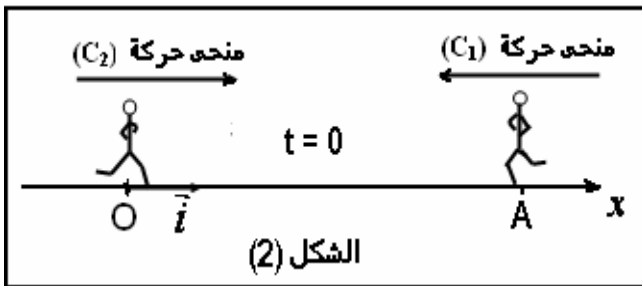 منحى حركة (C₂) منحى حركة (C₁)
t = 0
O i A x
الشكل (2)